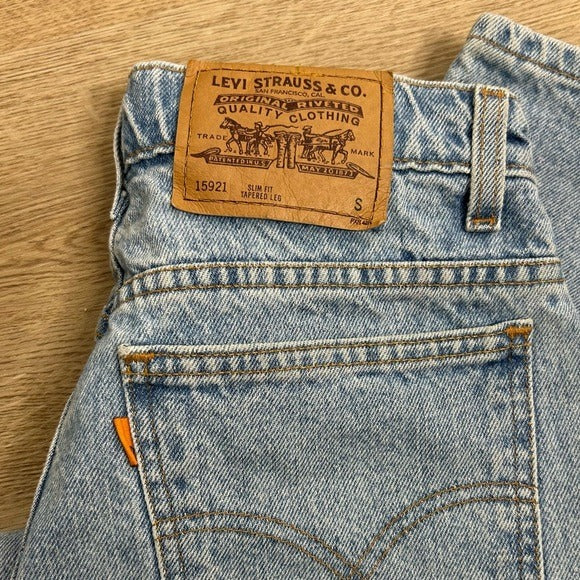 LEVI STRAUSS & CO.
SAN FRANCISCO, CAL.
ORIGINAL RIVETED
QUALITY CLOTHING
TRADE MARK
PATENTED IN U.S. MAY 20 1873
15921 SLIM FIT S
TAPERED LEG